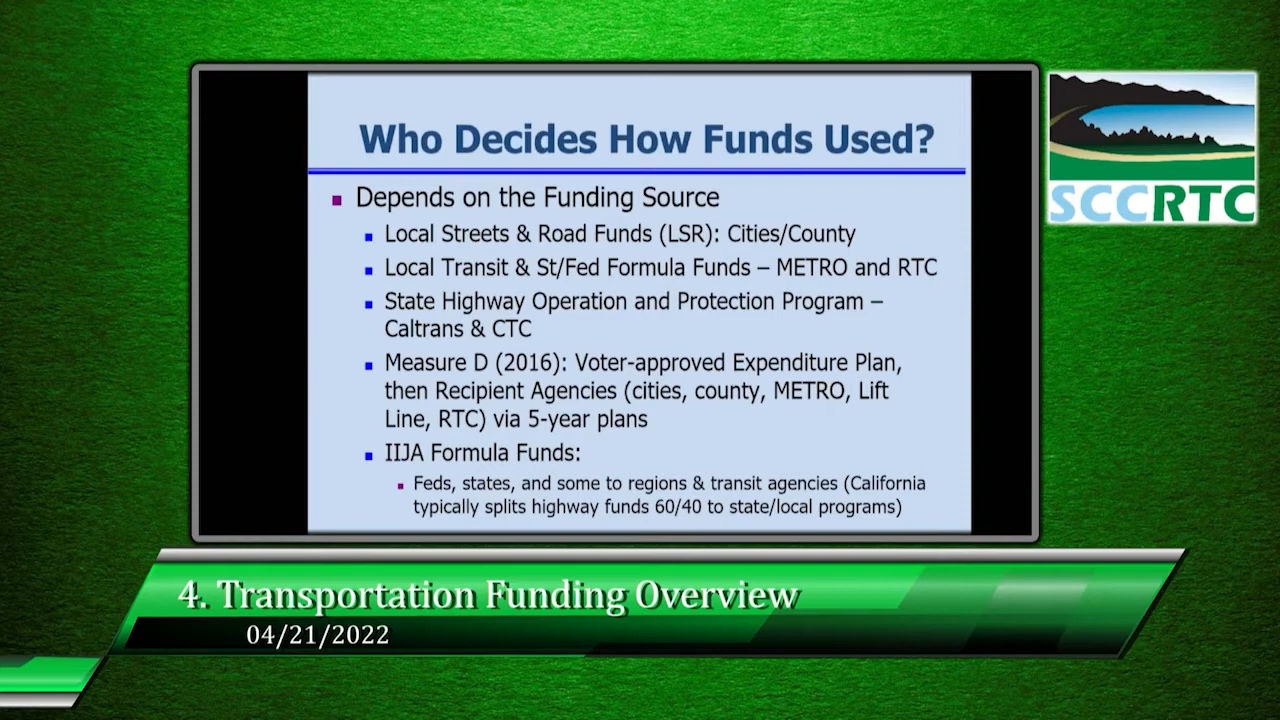 Who Decides How Funds Used?
Depends on the Funding Source
Local Streets & Road Funds (LSR): Cities/County
Local Transit & St/Fed Formula Funds – METRO and RTC
State Highway Operation and Protection Program –
Caltrans & CTC
Measure D (2016): Voter-approved Expenditure Plan,
then Recipient Agencies (cities, county, METRO, Lift
Line, RTC) via 5-year plans
IIJA Formula Funds:
Feds, states, and some to regions & transit agencies (California
typically splits highway funds 60/40 to state/local programs)
SCCRTC
4. Transportation Funding Overview
04/21/2022